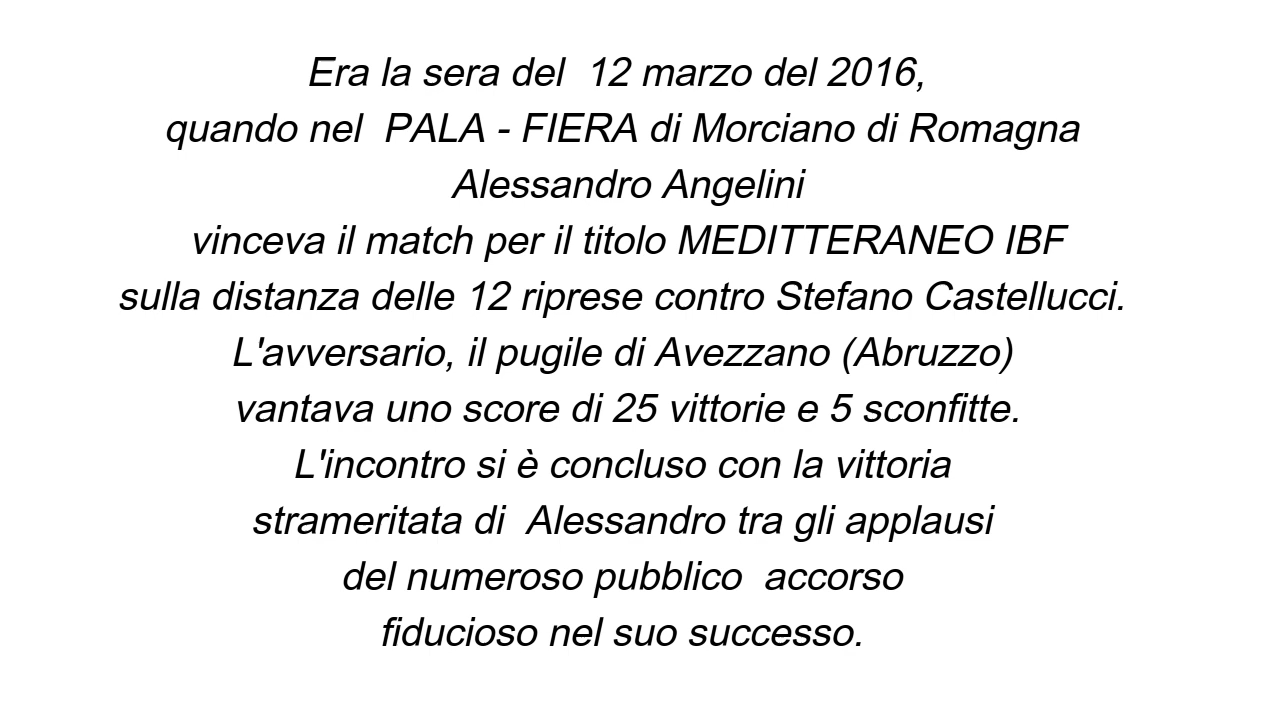 Era la sera del  12 marzo del 2016,
quando nel  PALA - FIERA di Morciano di Romagna
Alessandro Angelini
vinceva il match per il titolo MEDITTERANEO IBF
sulla distanza delle 12 riprese contro Stefano Castellucci.
L'avversario, il pugile di Avezzano (Abruzzo)
vantava uno score di 25 vittorie e 5 sconfitte.
L'incontro si è concluso con la vittoria
strameritata di  Alessandro tra gli applausi
del numeroso pubblico  accorso
fiducioso nel suo successo.